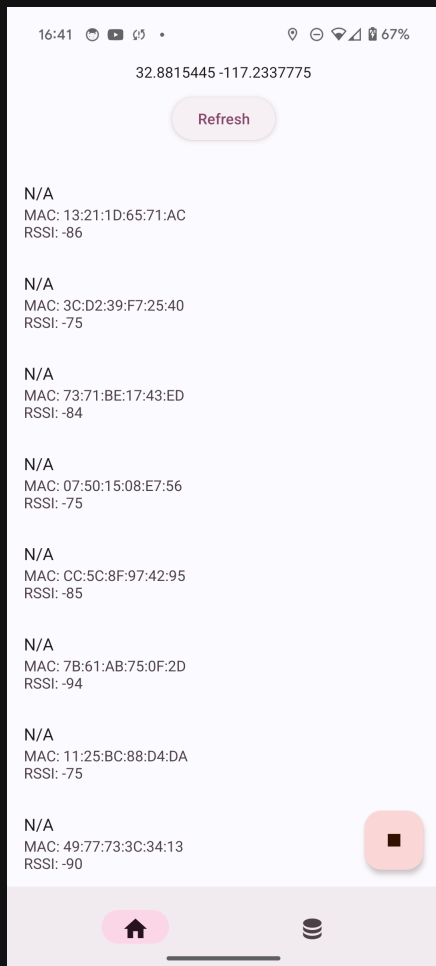 16:41
67%
32.8815445 -117.2337775
Refresh
N/A
MAC: 13:21:1D:65:71:AC
RSSI: -86
N/A
MAC: 3C:D2:39:F7:25:40
RSSI: -75
N/A
MAC: 73:71:BE:17:43:ED
RSSI: -84
N/A
MAC: 07:50:15:08:E7:56
RSSI: -75
N/A
MAC: CC:5C:8F:97:42:95
RSSI: -85
N/A
MAC: 7B:61:AB:75:0F:2D
RSSI: -94
N/A
MAC: 11:25:BC:88:D4:DA
RSSI: -75
N/A
MAC: 49:77:73:3C:34:13
RSSI: -90